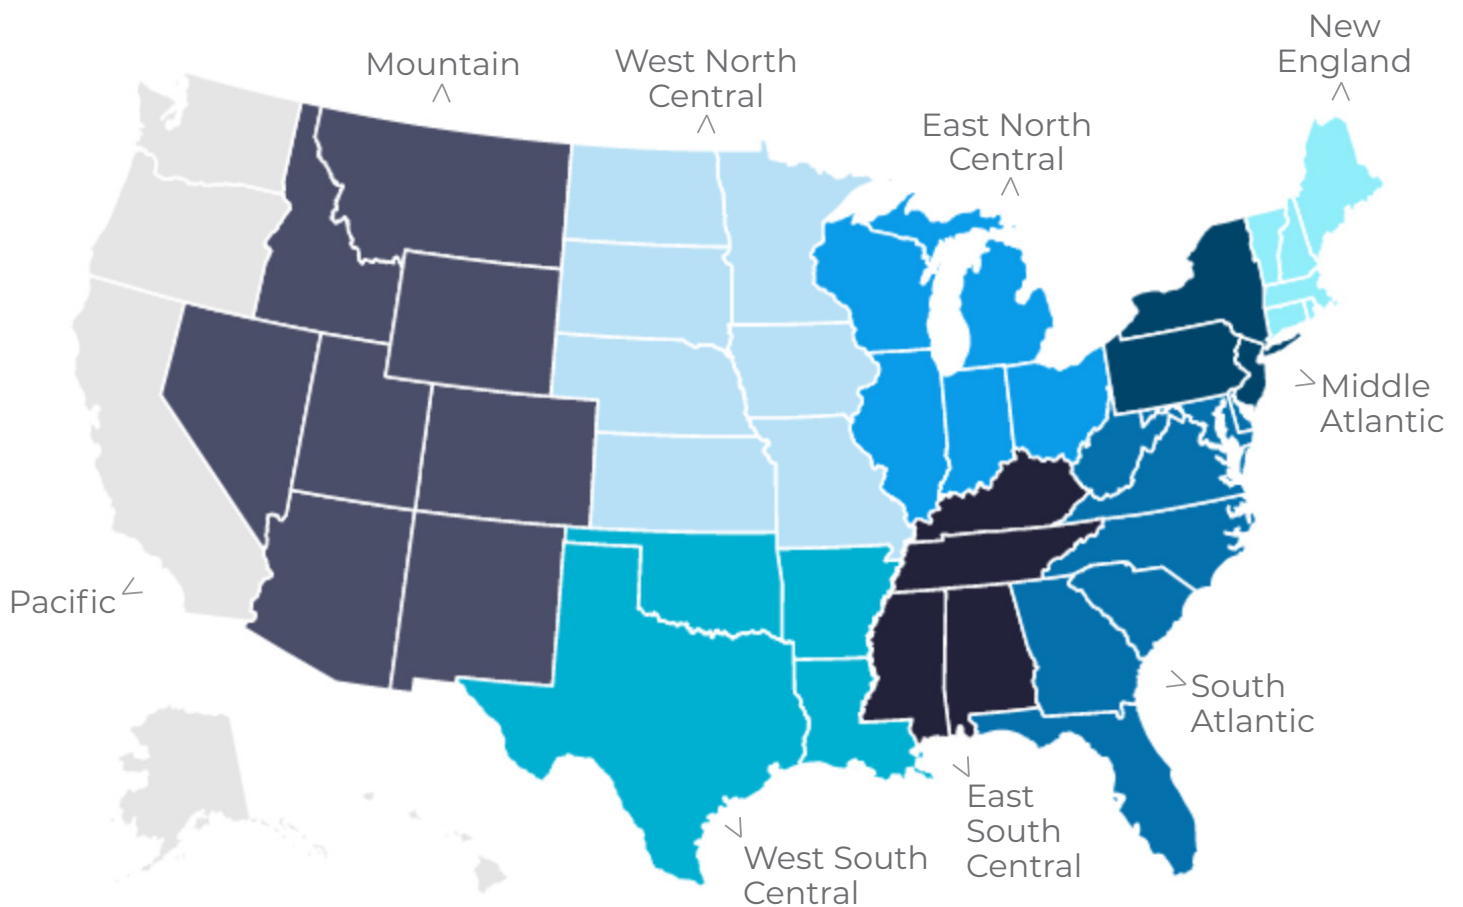 New
England
Mountain
West North
Central
East North
Central
Middle
Atlantic
Pacific
South
Atlantic
East
South
Central
West South
Central